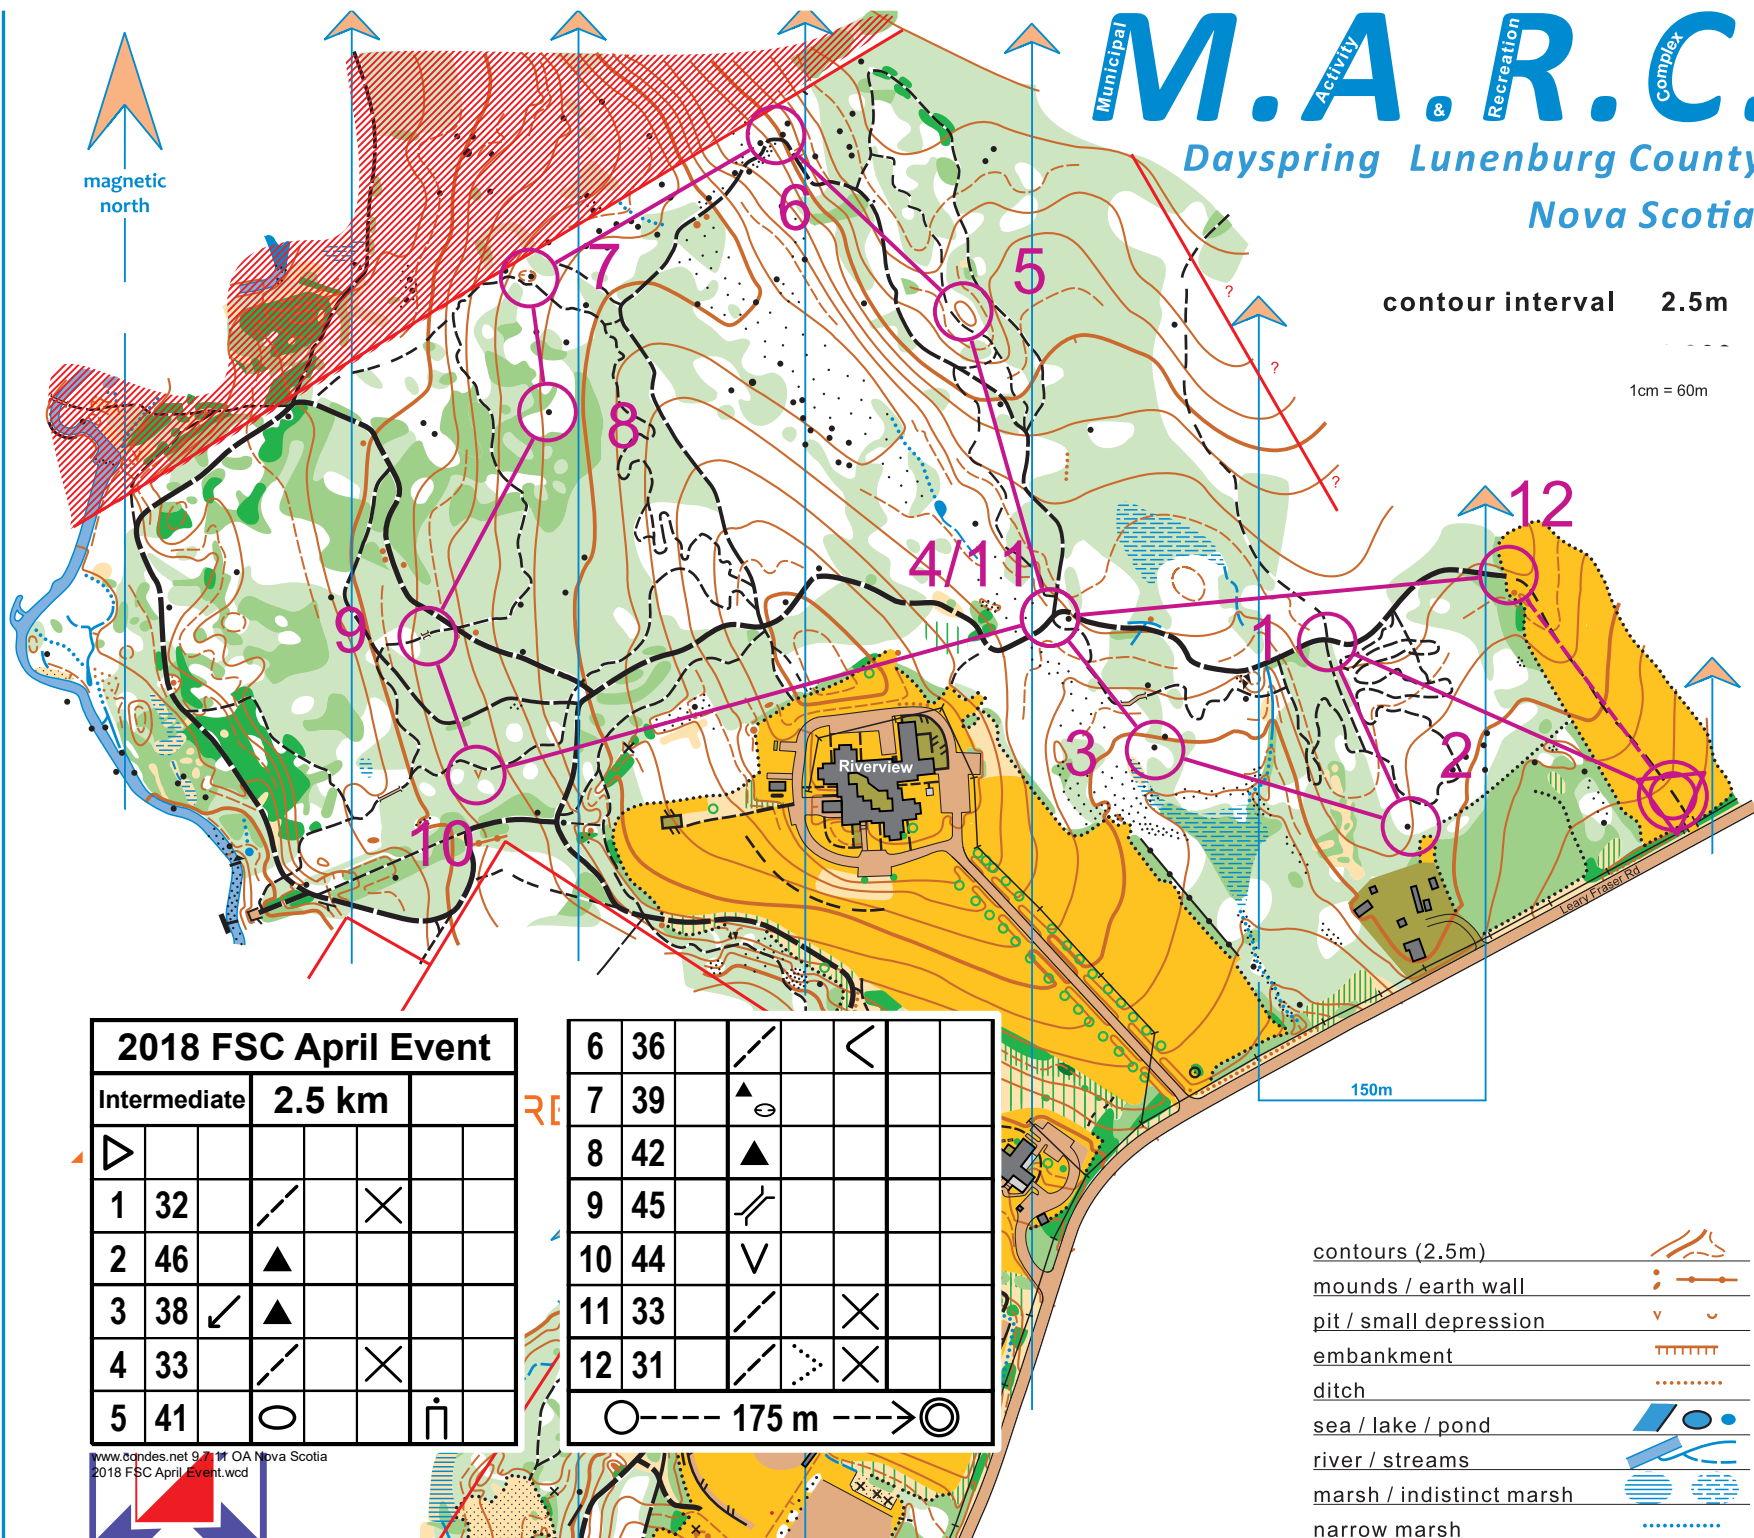 Municipal Activity & Recreation Complex
M.A.R.C.
Dayspring Lunenburg County
Nova Scotia
magnetic
north
contour interval 2.5m
1cm = 60m
?
?
?
12
6
5
7
8
4/11
9
1
3
2
10
Riverview
Leary Fraser Rd
150m
2018 FSC April Event
Intermediate 2.5 km
1 32
2 46
3 38
4 33
5 41
6 36
7 39
8 42
9 45
10 44
11 33
12 31
175 m
www.condes.net 9.7.11 OA Nova Scotia
2018 FSC April Event.wcd
contours (2.5m)
mounds / earth wall
pit / small depression
embankment
ditch
sea / lake / pond
river / streams
marsh / indistinct marsh
narrow marsh